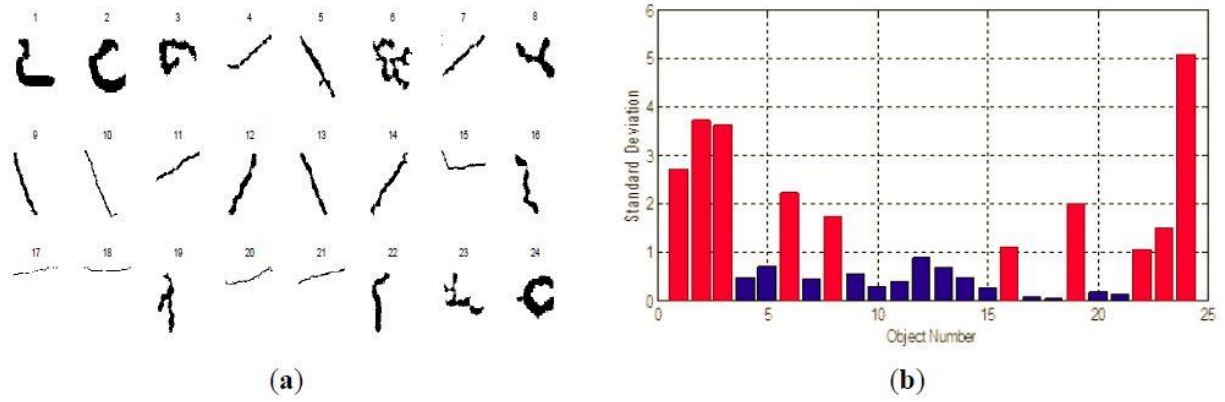 1 2 3 4 5 6 7 8
9 10 11 12 13 14 15 16
17 18 19 20 21 22 23 24
(a)
6
5
4
3
2
1
0
Standard Deviation
0 5 10 15 20 25
Object Number
(b)